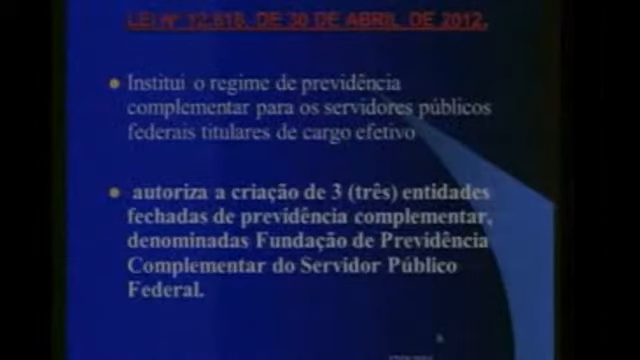 LEI Nº 12.618, DE 30 DE ABRIL DE 2012.
Institui o regime de previdência
complementar para os servidores públicos
federais titulares de cargo efetivo
autoriza a criação de 3 (três) entidades
fechadas de previdência complementar,
denominadas Fundação de Previdência
Complementar do Servidor Público
Federal.